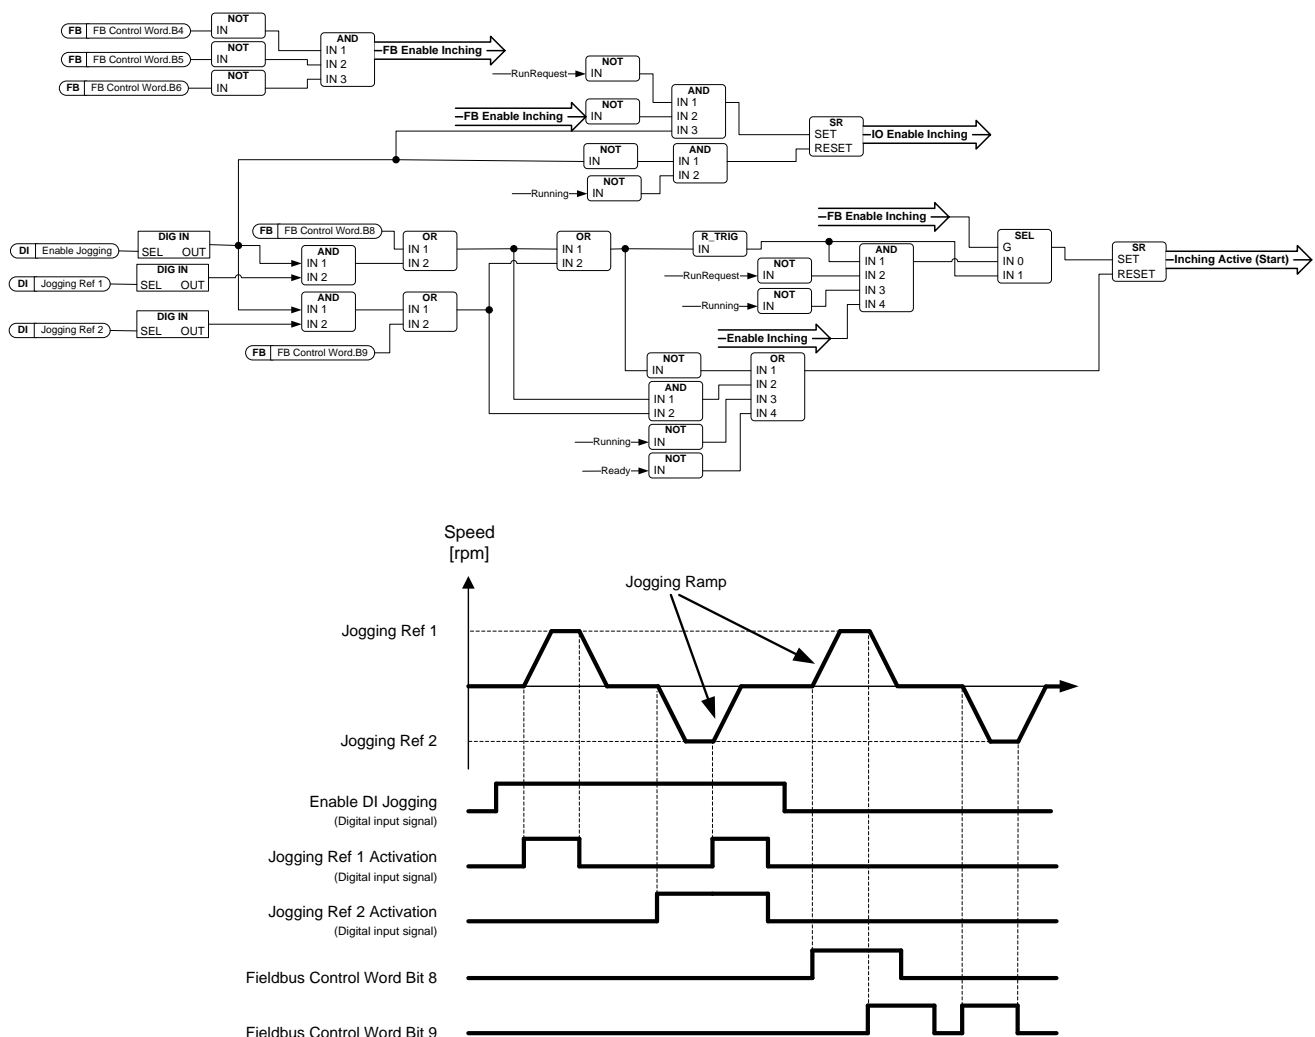 NOT
FB FB Control Word.B4 IN
AND
IN 1
FB Enable Inching
NOT
FB FB Control Word.B5 IN
IN 2
NOT
IN 3
FB FB Control Word.B6 IN
NOT
RunRequest IN
AND
IN 1
NOT
FB Enable Inching IN
IN 2
IN 3
SR
SET
IO Enable Inching
RESET
NOT
IN
AND
IN 1
IN 2
NOT
Running IN
FB Enable Inching
DIG IN
DI Enable Jogging SEL OUT
FB FB Control Word.B8
OR
IN 1
IN 2
AND
IN 1
IN 2
OR
IN 1
IN 2
R_TRIG
IN
AND
IN 1
IN 2
IN 3
IN 4
SEL
G
IN 0
IN 1
SR
SET
Inching Active (Start)
RESET
DIG IN
DI Jogging Ref 1 SEL OUT
NOT
RunRequest IN
NOT
Running IN
AND
IN 1
IN 2
OR
IN 1
IN 2
DIG IN
DI Jogging Ref 2 SEL OUT
Enable Inching
FB FB Control Word.B9
NOT
IN
OR
IN 1
IN 2
IN 3
IN 4
AND
IN 1
IN 2
NOT
Running IN
NOT
Ready IN
Speed
[rpm]
Jogging Ramp
Jogging Ref 1
Jogging Ref 2
Enable DI Jogging
(Digital input signal)
Jogging Ref 1 Activation
(Digital input signal)
Jogging Ref 2 Activation
(Digital input signal)
Fieldbus Control Word Bit 8
Fieldbus Control Word Bit 9